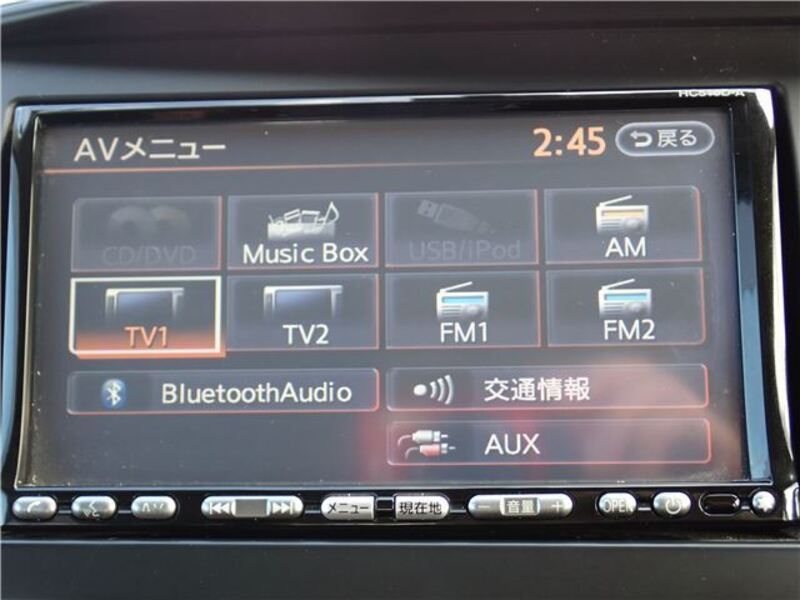 AVメニュー 2:45 戻る
CD/DVD Music Box USB/iPod AM
TV1 TV2 FM1 FM2
BluetoothAudio 交通情報
AUX
AV メニュー 現在地 − 音量 + OPEN